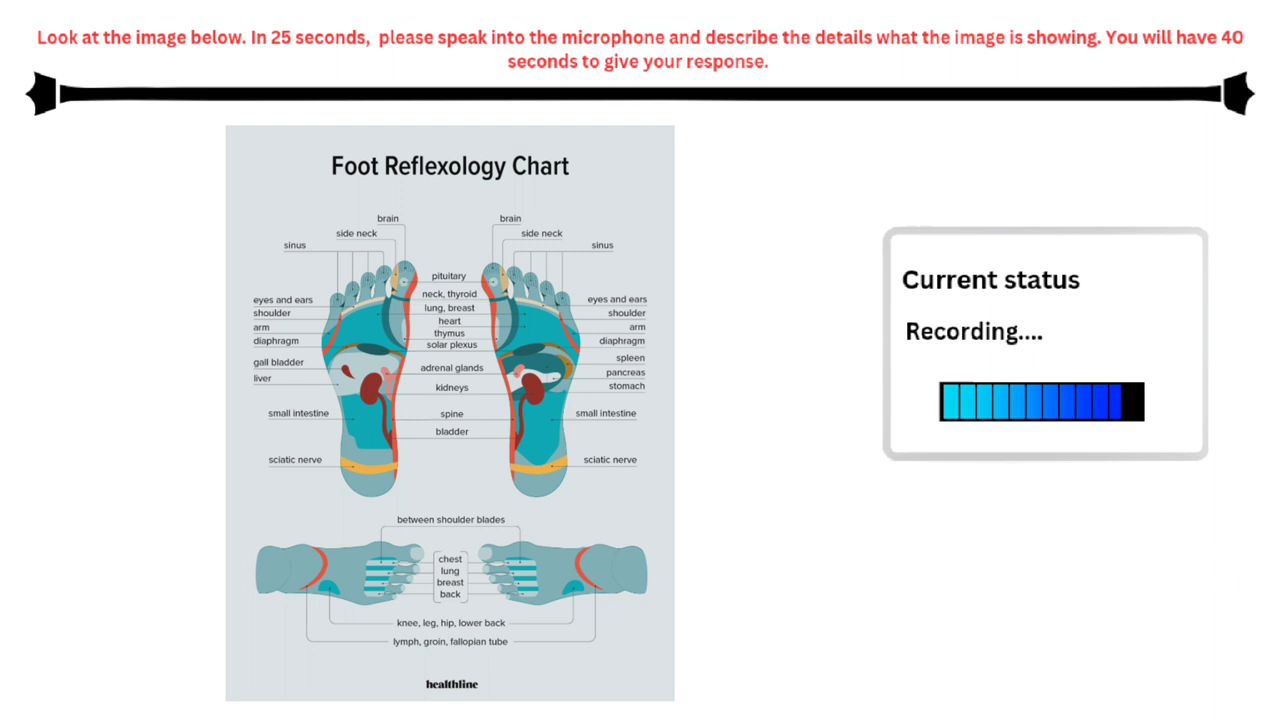 Look at the image below. In 25 seconds,  please speak into the microphone and describe the details what the image is showing. You will have 40
seconds to give your response.
Foot Reflexology Chart
brain
brain
side neck
side neck
sinus
sinus
pituitary
eyes and ears
neck, thyroid
eyes and ears
shoulder
lung, breast
shoulder
arm
heart
arm
diaphragm
thymus
diaphragm
solar plexus
gall bladder
spleen
adrenal glands
pancreas
liver
kidneys
stomach
small intestine
spine
small intestine
bladder
sciatic nerve
sciatic nerve
between shoulder blades
chest
lung
breast
back
knee, leg, hip, lower back
lymph, groin, fallopian tube
healthline
Current status
Recording....